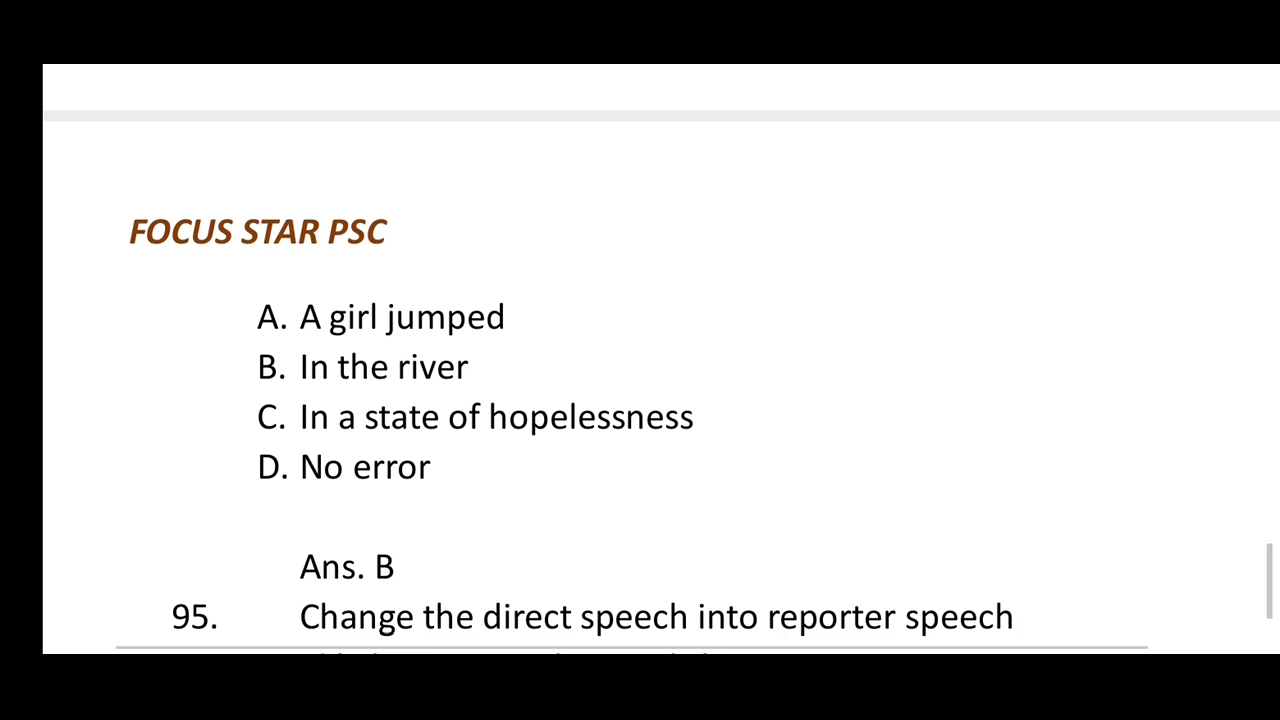 FOCUS STAR PSC
A. A girl jumped
B. In the river
C. In a state of hopelessness
D. No error
Ans. B
95. Change the direct speech into reporter speech